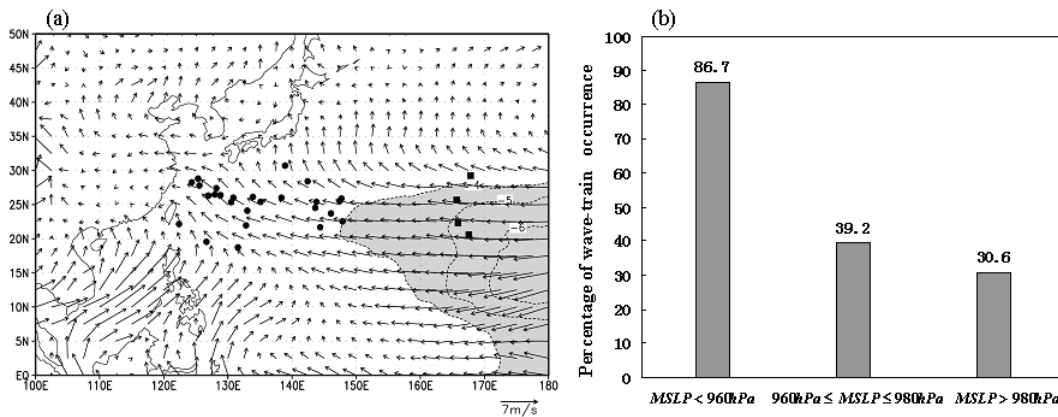 (a)
50N
45N
40N
35N
30N
25N
20N
15N
10N
5N
EQ
100E 110E 120E 130E 140E 150E 160E 170E 180
-5
-6
7m/s
(b)
Percentage of wave-train occurrence
100
90
80
70
60
50
40
30
20
10
0
86.7
39.2
30.6
MSLP < 960hPa 960hPa ≤ MSLP ≤ 980hPa MSLP > 980hPa